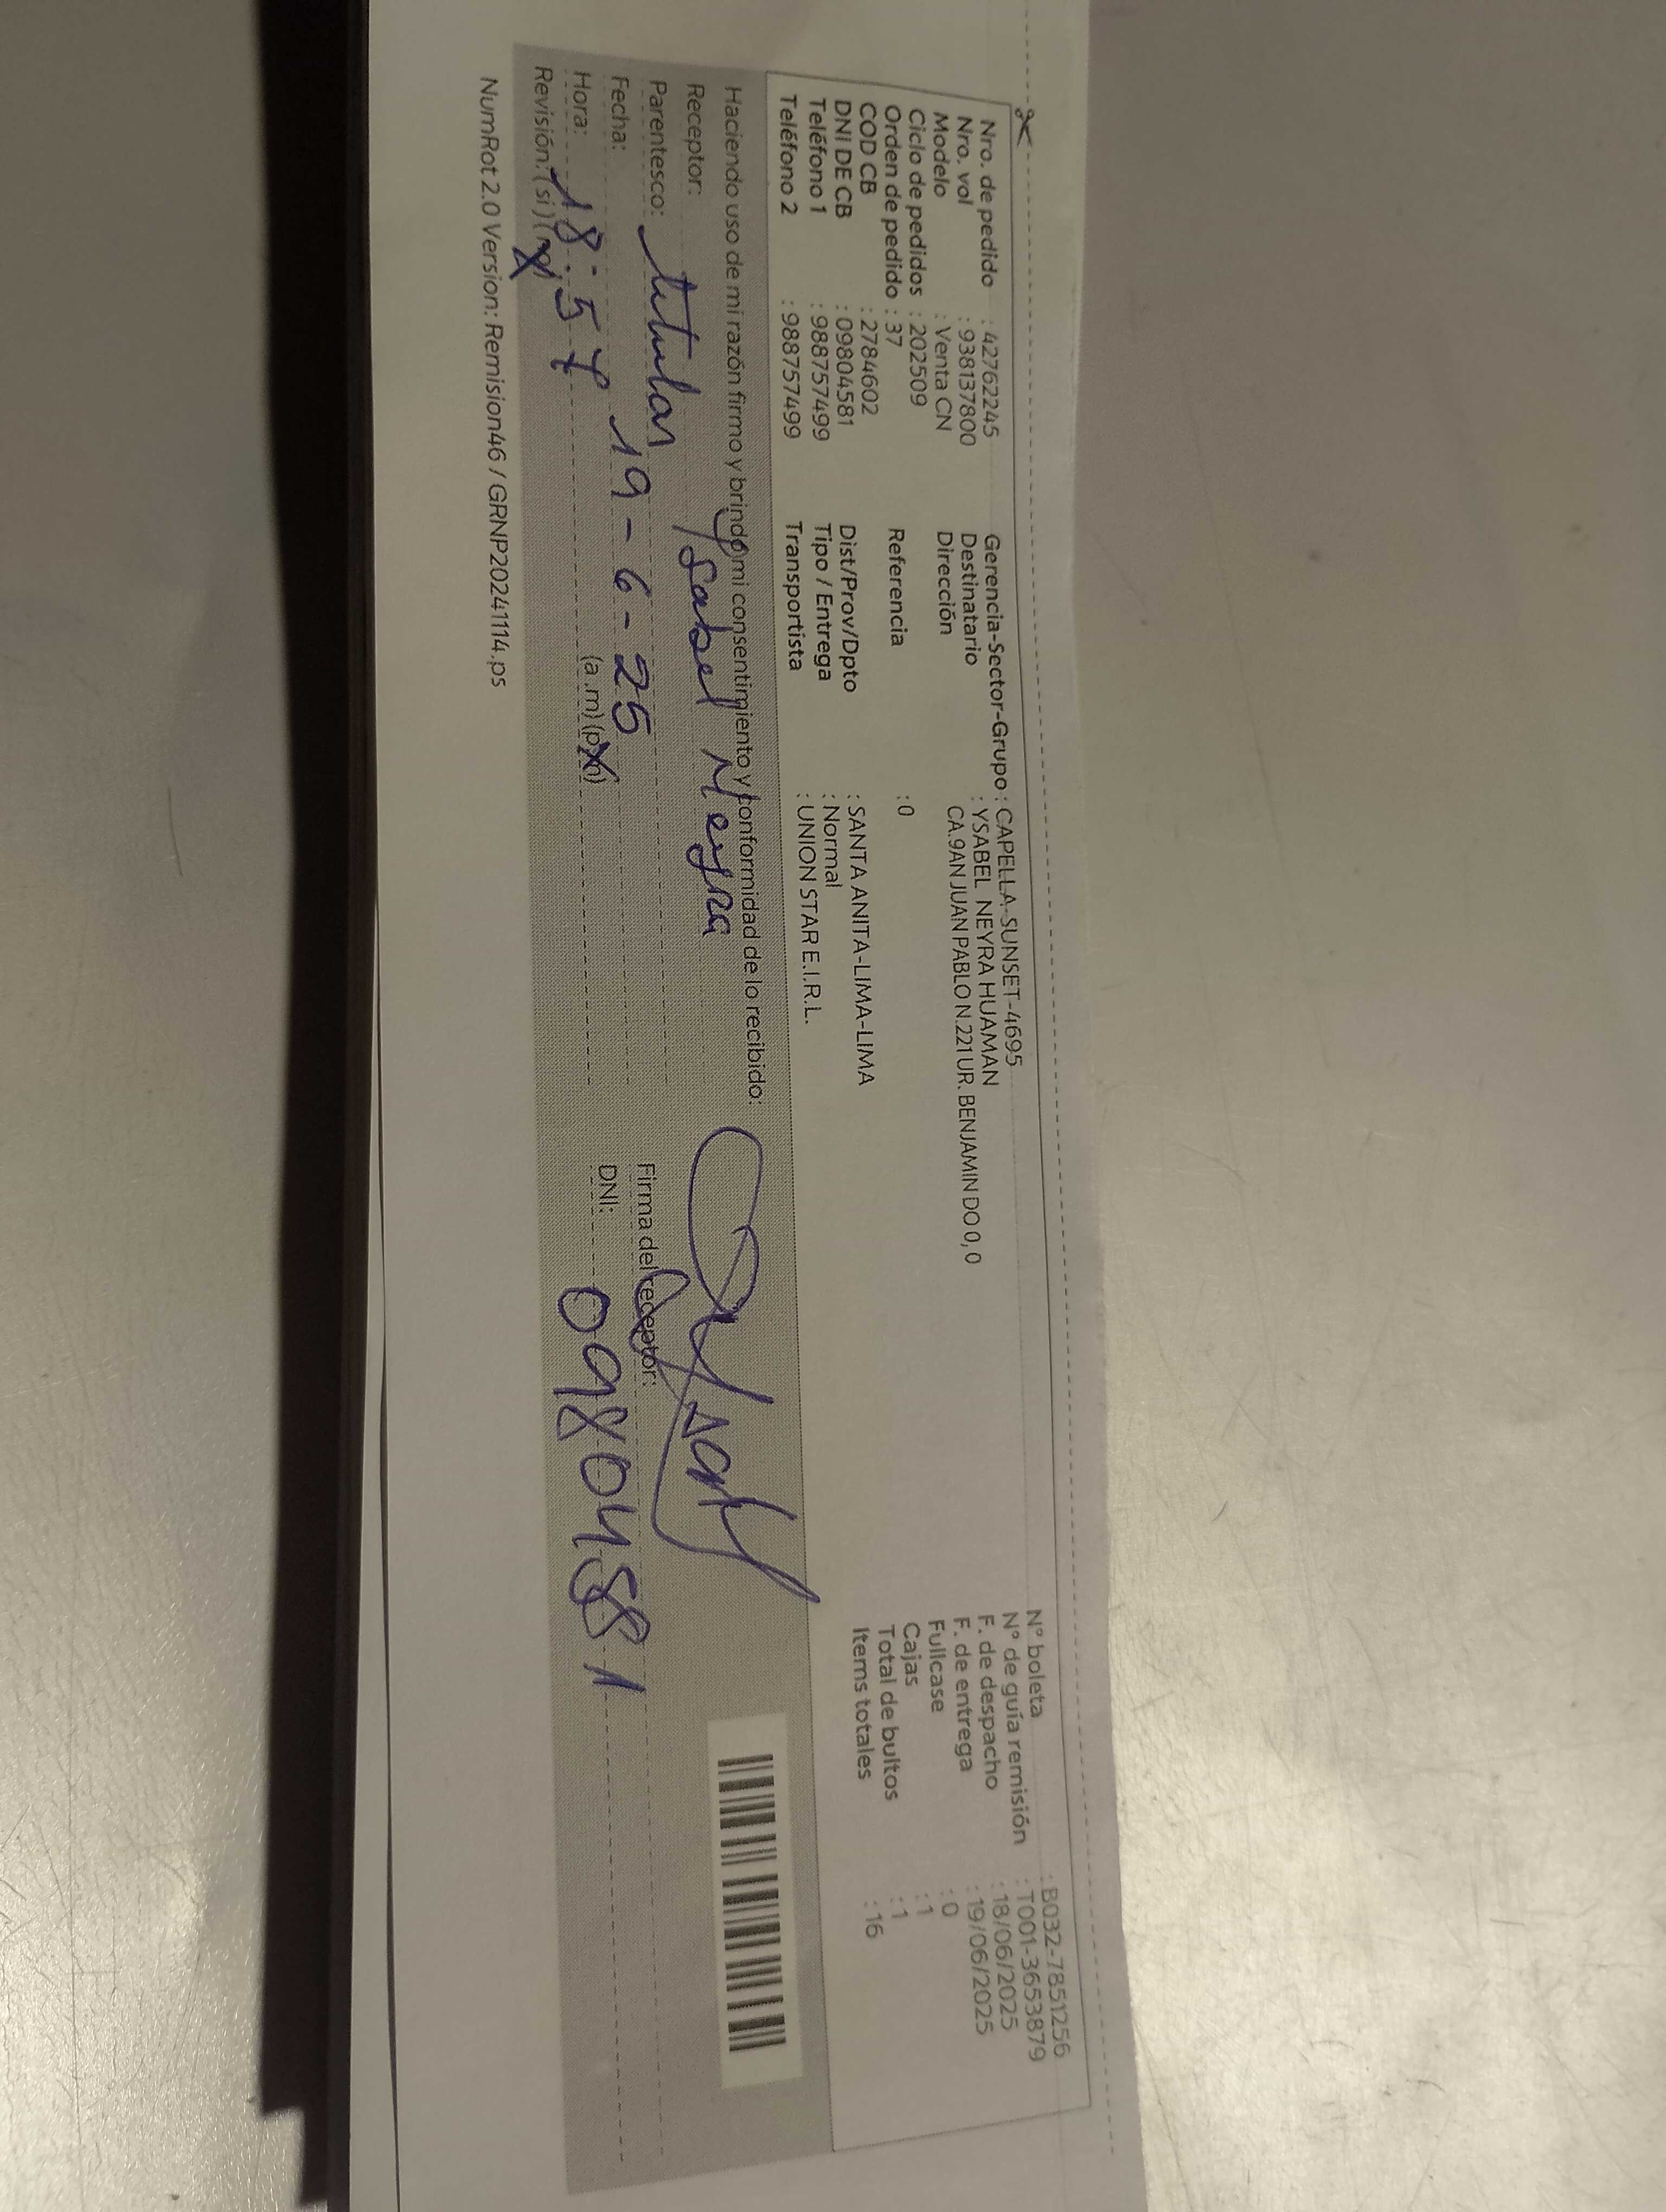 Nro. de pedido : 42762245
Nro. vol : 938137800
Modelo : Venta CN
Ciclo de pedidos : 202509
Orden de pedido : 37
COD CB : 2784602
DNI DE CB : 09804581
Teléfono 1 : 988757499
Teléfono 2 : 988757499
Gerencia-Sector-Grupo : CAPELLA-SUNSET-4695
Destinatario : YSABEL NEYRA HUAMAN
Dirección CA.9AN JUAN PABLO N.221 UR. BENJAMIN DO 0, 0
Referencia : 0
Dist/Prov/Dpto : SANTA ANITA-LIMA-LIMA
Tipo / Entrega : Normal
Transportista : UNION STAR E.I.R.L.
N° boleta : B032-7851256
N° de guía remisión : T001-3653879
F. de despacho : 18/06/2025
F. de entrega : 19/06/2025
Fullcase : 0
Cajas : 1
Total de bultos : 1
Items totales : 16
Haciendo uso de mi razón firmo y brindo mi consentimiento y conformidad de lo recibido:
Receptor: Ysabel Neyra
Parentesco: titular
Fecha: 19-6-25
Hora: 18:57 (a.m) (p.m)
Revisión: (si) (no)
Firma del receptor:
DNI: 09804581
NumRot 2.0 Version: Remision46 / GRNP20241114.ps